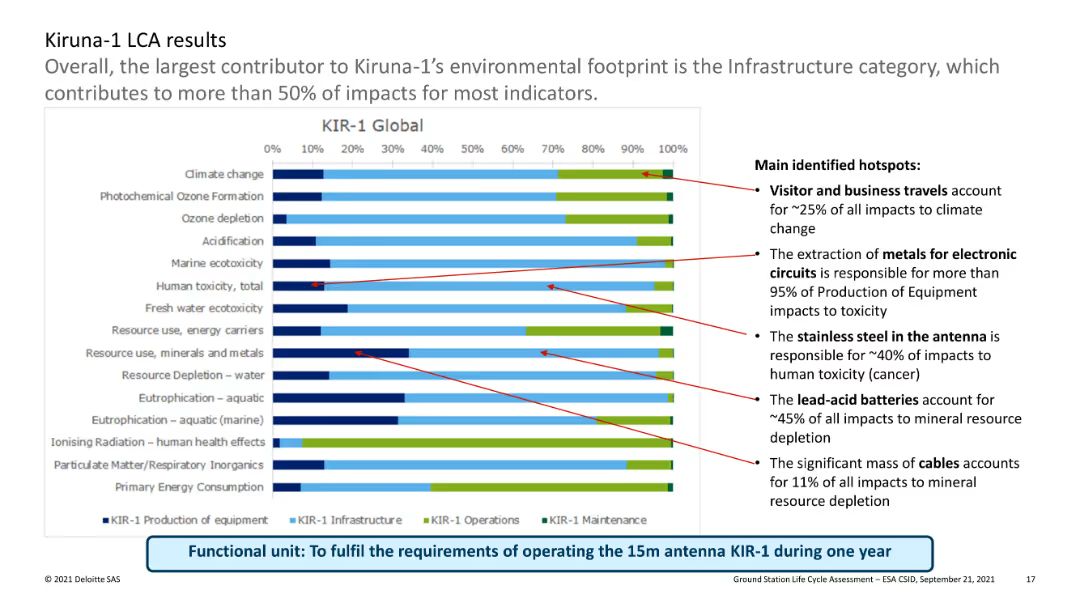 Kiruna-1 LCA results
Overall, the largest contributor to Kiruna-1’s environmental footprint is the Infrastructure category, which
contributes to more than 50% of impacts for most indicators.
KIR-1 Global
0% 10% 20% 30% 40% 50% 60% 70% 80% 90% 100%
Climate change
Photochemical Ozone Formation
Ozone depletion
Acidification
Marine ecotoxicity
Human toxicity, total
Fresh water ecotoxicity
Resource use, energy carriers
Resource use, minerals and metals
Resource Depletion – water
Eutrophication – aquatic
Eutrophication – aquatic (marine)
Ionising Radiation – human health effects
Particulate Matter/Respiratory Inorganics
Primary Energy Consumption
KIR-1 Production of equipment KIR-1 Infrastructure KIR-1 Operations KIR-1 Maintenance
Main identified hotspots:
• Visitor and business travels account
for ~25% of all impacts to climate
change
• The extraction of metals for electronic
circuits is responsible for more than
95% of Production of Equipment
impacts to toxicity
• The stainless steel in the antenna is
responsible for ~40% of impacts to
human toxicity (cancer)
• The lead-acid batteries account for
~45% of all impacts to mineral resource
depletion
• The significant mass of cables accounts
for 11% of all impacts to mineral
resource depletion
Functional unit: To fulfil the requirements of operating the 15m antenna KIR-1 during one year
© 2021 Deloitte SAS
Ground Station Life Cycle Assessment – ESA CSID, September 21, 2021 17